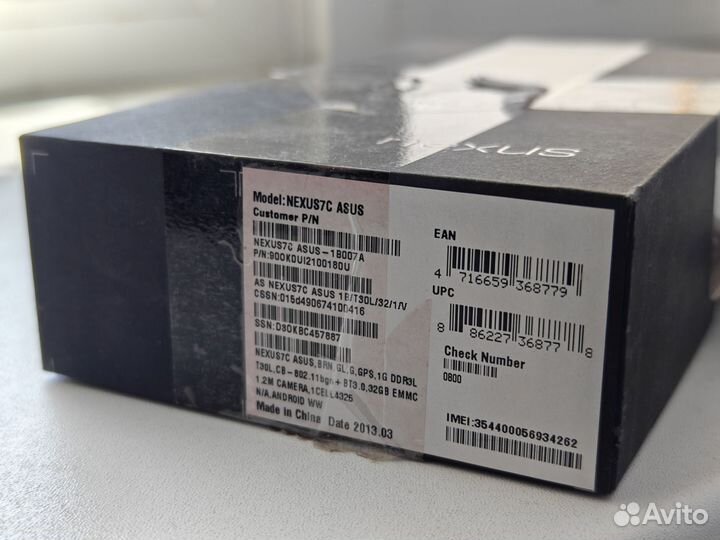 nexus
Model:NEXUS7C ASUS
Customer P/N
NEXUS7C ASUS-1B007A
P/N:900K0UI2100180U
AS NEXUS7C ASUS 1B/T30L/32/1/V
CSSN:015d490674100416
SSN:D3OKBC457887
NEXUS7C ASUS,BRN GL,G,GPS,1G DDR3L
T30L,CB-802.11bgn+BT3.0,32GB EMMC
1.2M CAMERA,1CELL4325
N/A,ANDROID WW
Made in China Date 2013.03
EAN
4 716659 368779
UPC
8 86227 36877 8
Check Number
0800
IMEI:354400056934262
Avito